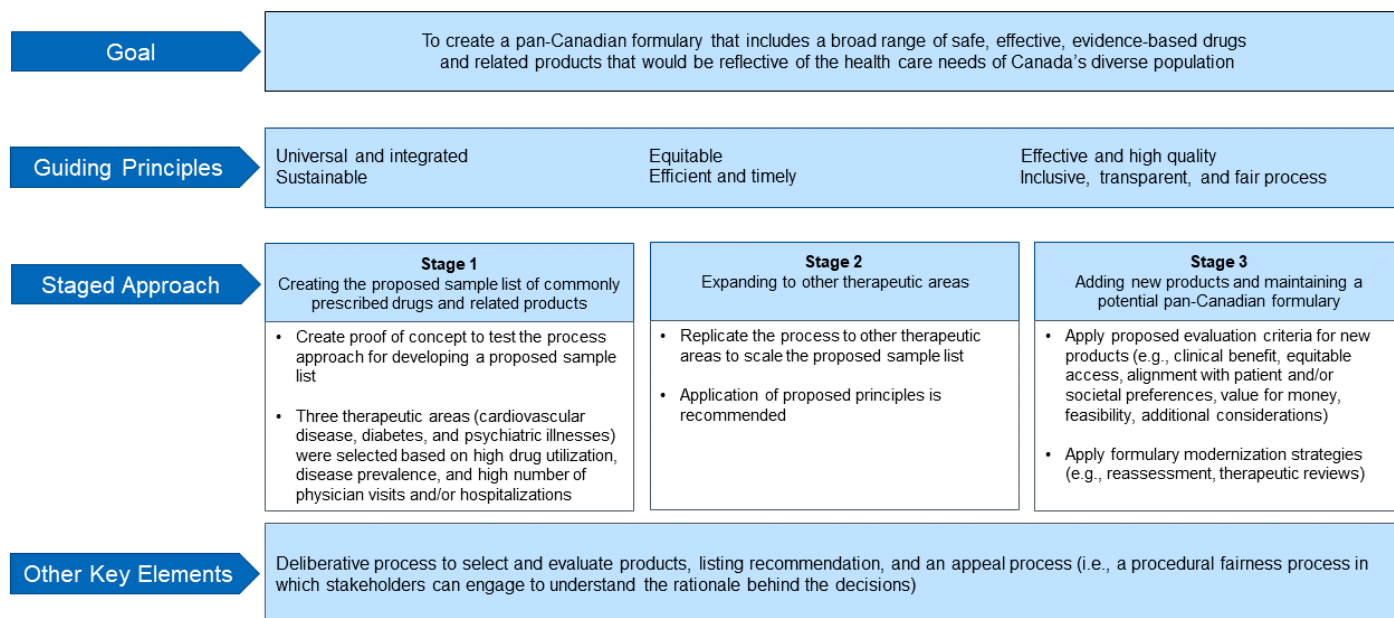 Goal
To create a pan-Canadian formulary that includes a broad range of safe, effective, evidence-based drugs
and related products that would be reflective of the health care needs of Canada's diverse population
Guiding Principles
Universal and integrated
Sustainable
Equitable
Efficient and timely
Effective and high quality
Inclusive, transparent, and fair process
Staged Approach
Stage 1
Creating the proposed sample list of commonly
prescribed drugs and related products
• Create proof of concept to test the process
approach for developing a proposed sample
list
• Three therapeutic areas (cardiovascular
disease, diabetes, and psychiatric illnesses)
were selected based on high drug utilization,
disease prevalence, and high number of
physician visits and/or hospitalizations
Stage 2
Expanding to other therapeutic areas
• Replicate the process to other therapeutic
areas to scale the proposed sample list
• Application of proposed principles is
recommended
Stage 3
Adding new products and maintaining a
potential pan-Canadian formulary
• Apply proposed evaluation criteria for new
products (e.g., clinical benefit, equitable
access, alignment with patient and/or
societal preferences, value for money,
feasibility, additional considerations)
• Apply formulary modernization strategies
(e.g., reassessment, therapeutic reviews)
Other Key Elements
Deliberative process to select and evaluate products, listing recommendation, and an appeal process (i.e., a procedural fairness process in
which stakeholders can engage to understand the rationale behind the decisions)